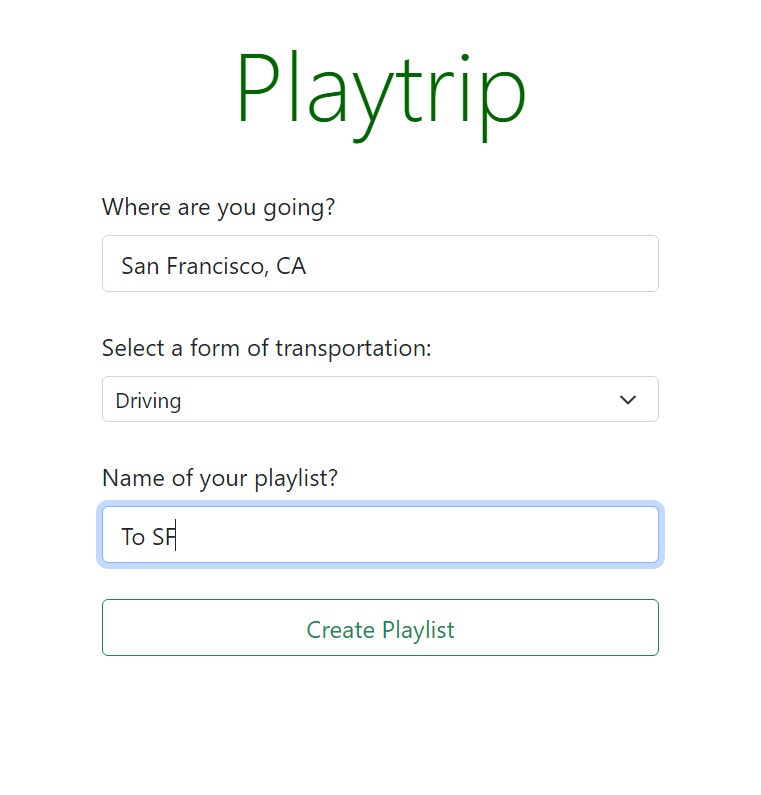 Playtrip
Where are you going?
San Francisco, CA
Select a form of transportation:
Driving
Name of your playlist?
To SF
Create Playlist